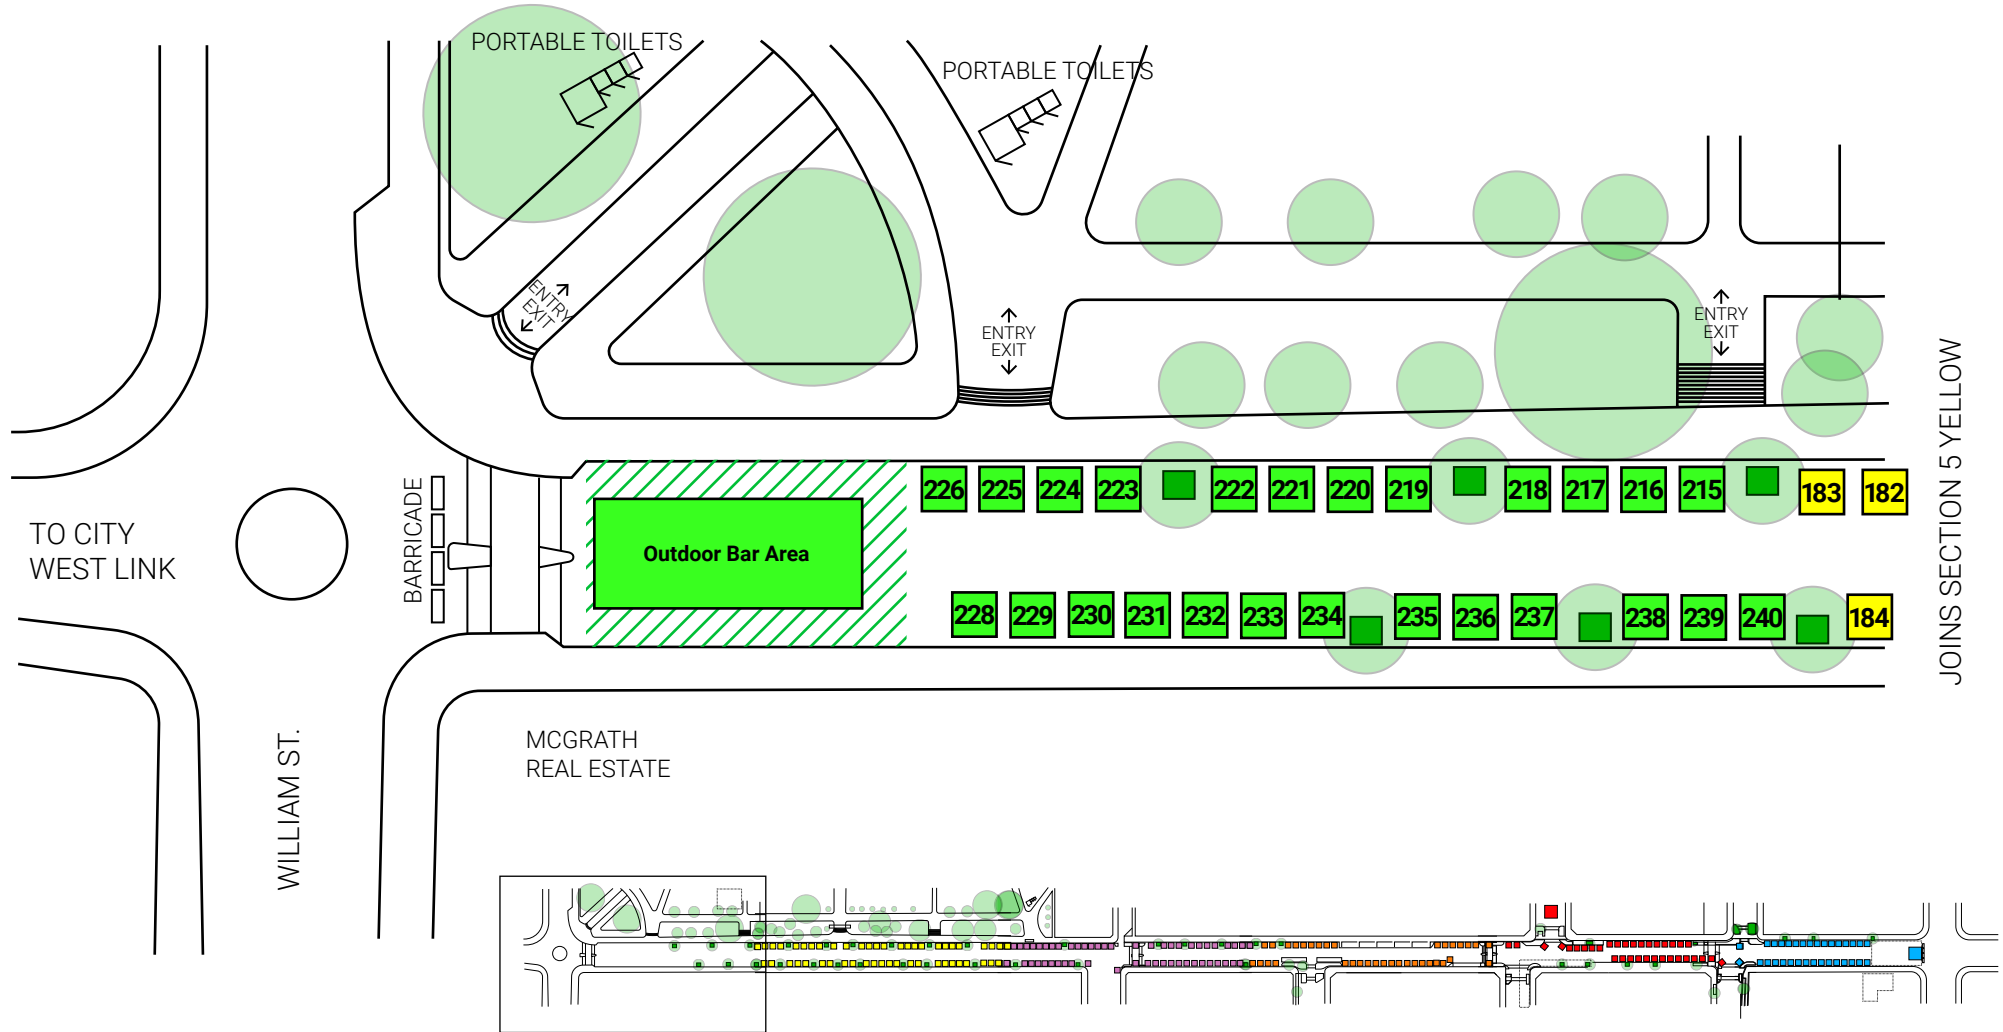 PORTABLE TOILETS
PORTABLE TOILETS
ENTRY
EXIT
ENTRY
EXIT
ENTRY
EXIT
226 225 224 223 222 221 220 219 218 217 216 215 183 182
TO CITY
WEST LINK
BARRICADE
Outdoor Bar Area
JOINS SECTION 5 YELLOW
228 229 230 231 232 233 234 235 236 237 238 239 240 184
WILLIAM ST.
MCGRATH
REAL ESTATE